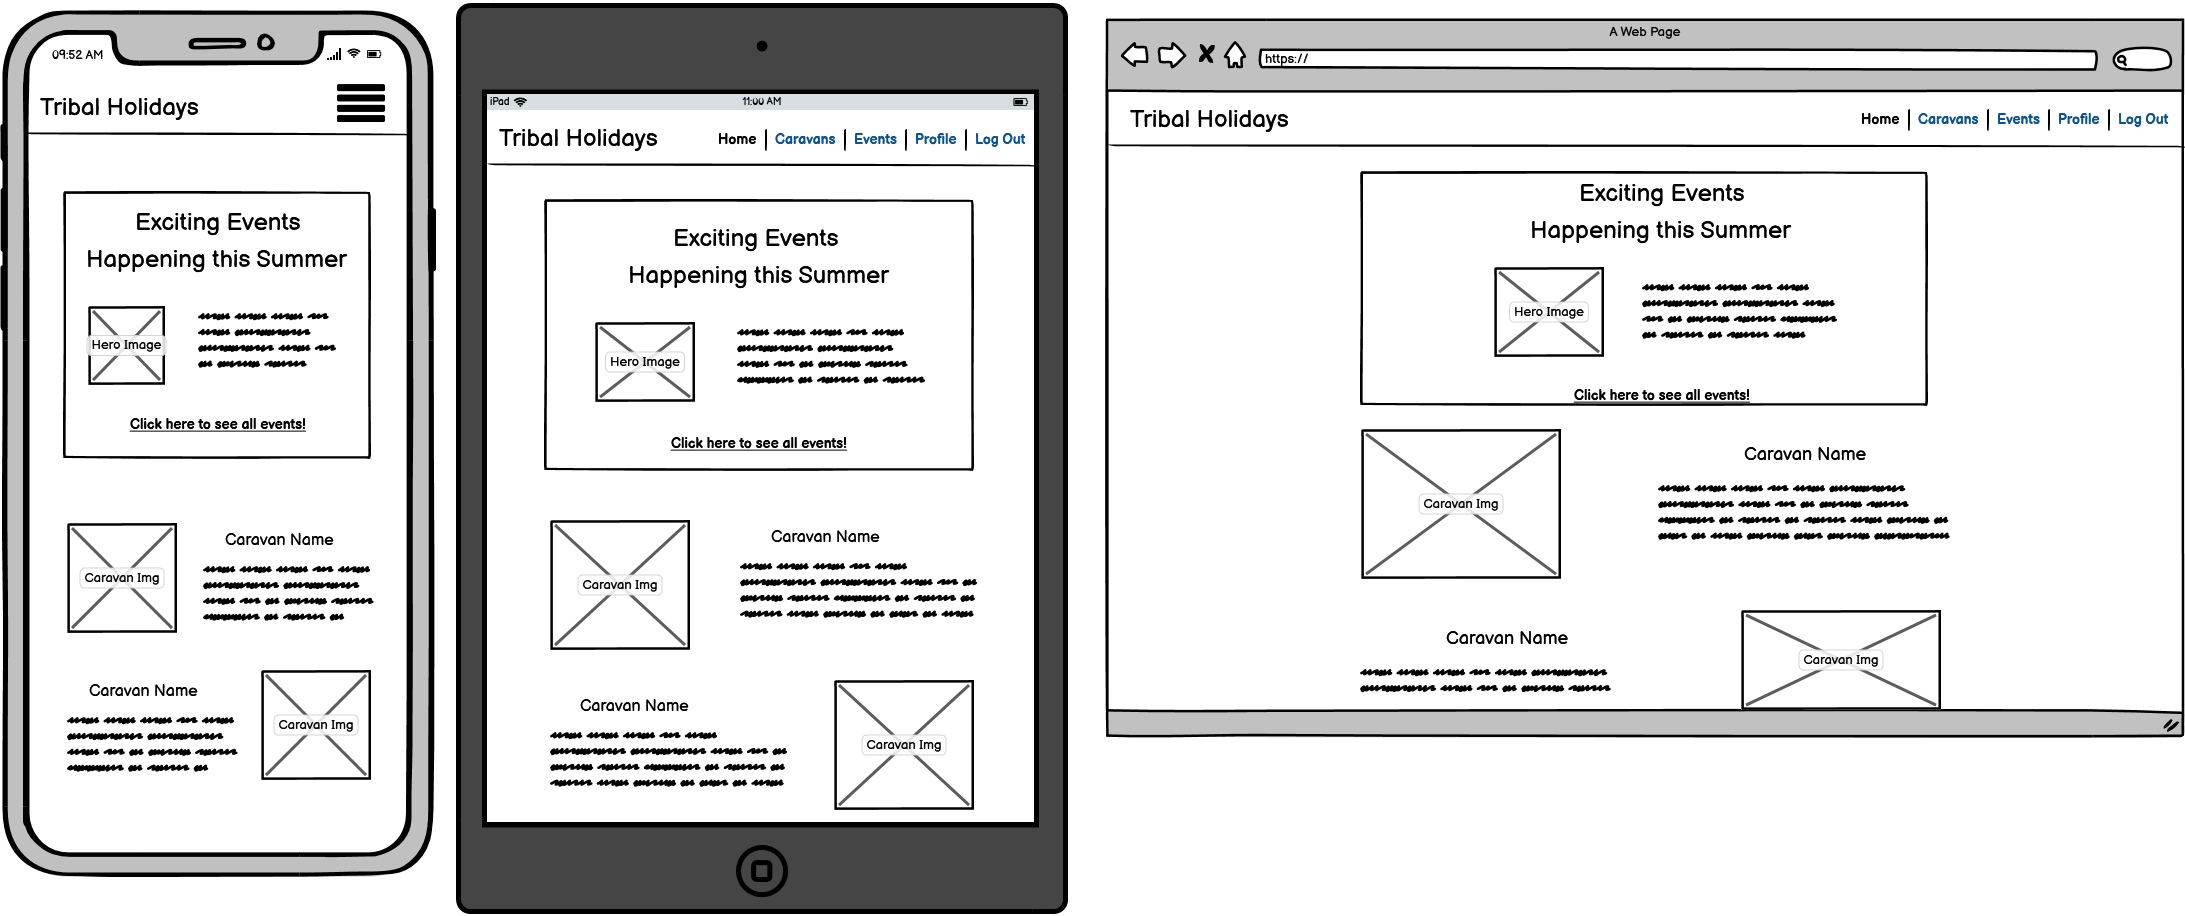 09:52 AM
Tribal Holidays
Exciting Events
Happening this Summer
Hero Image
Click here to see all events!
Caravan Img
Caravan Name
Caravan Name
Caravan Img
iPad
11:00 AM
Tribal Holidays
Home | Caravans | Events | Profile | Log Out
Exciting Events
Happening this Summer
Hero Image
Click here to see all events!
Caravan Img
Caravan Name
Caravan Name
Caravan Img
A Web Page
https://
Tribal Holidays
Home | Caravans | Events | Profile | Log Out
Exciting Events
Happening this Summer
Hero Image
Click here to see all events!
Caravan Img
Caravan Name
Caravan Name
Caravan Img